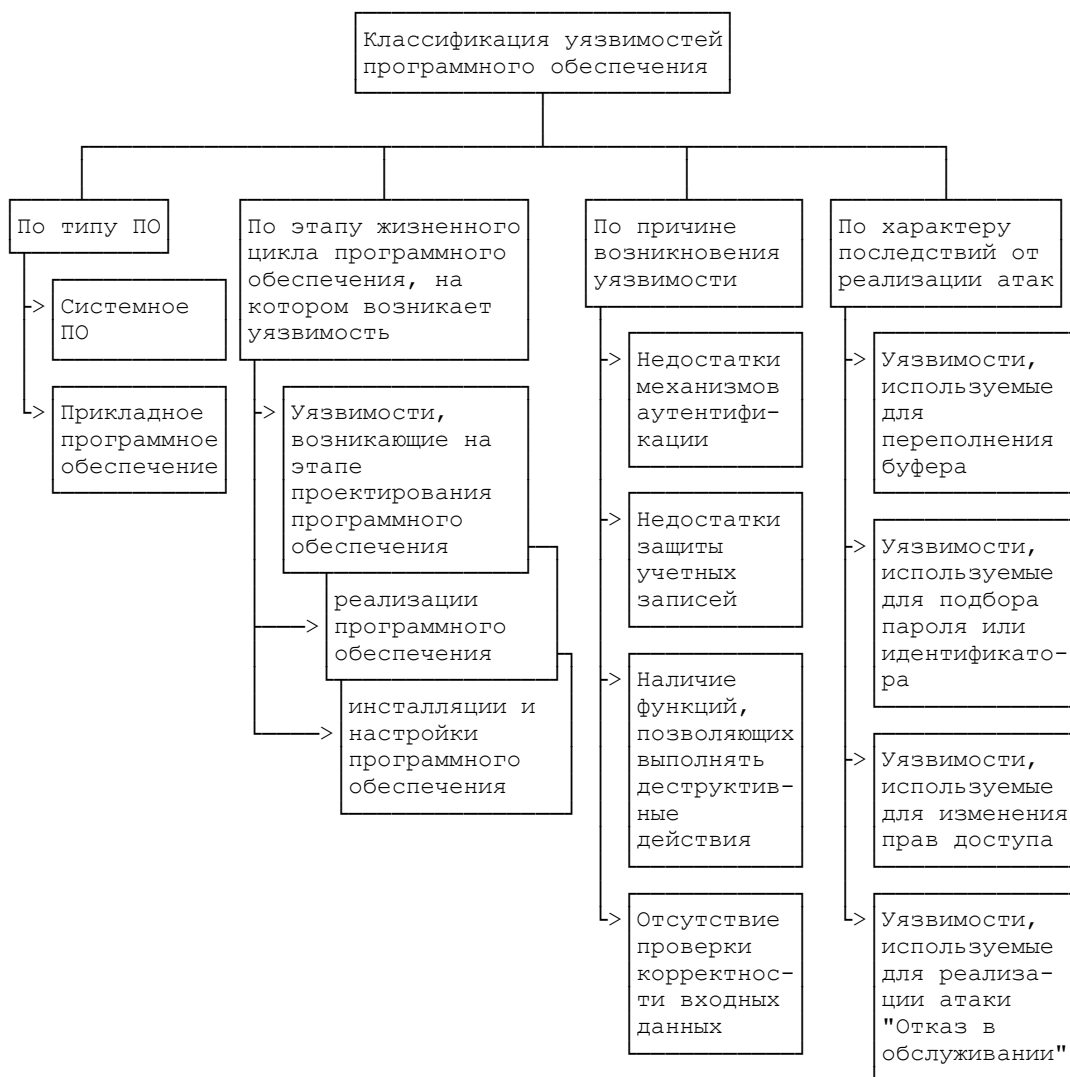 Классификация уязвимостей
программного обеспечения
По типу ПО
Системное
ПО
Прикладное
программное
обеспечение
По этапу жизненного
цикла программного
обеспечения, на
котором возникает
уязвимость
Уязвимости,
возникающие на
этапе
проектирования
программного
обеспечения
реализации
программного
обеспечения
инсталляции и
настройки
программного
обеспечения
По причине
возникновения
уязвимости
Недостатки
механизмов
аутентифи-
кации
Недостатки
защиты
учетных
записей
Наличие
функций,
позволяющих
выполнять
деструктив-
ные
действия
Отсутствие
проверки
корректнос-
ти входных
данных
По характеру
последствий от
реализации атак
Уязвимости,
используемые
для
переполнения
буфера
Уязвимости,
используемые
для подбора
пароля или
идентификато-
ра
Уязвимости,
используемые
для изменения
прав доступа
Уязвимости,
используемые
для реализа-
ции атаки
"Отказ в
обслуживании"